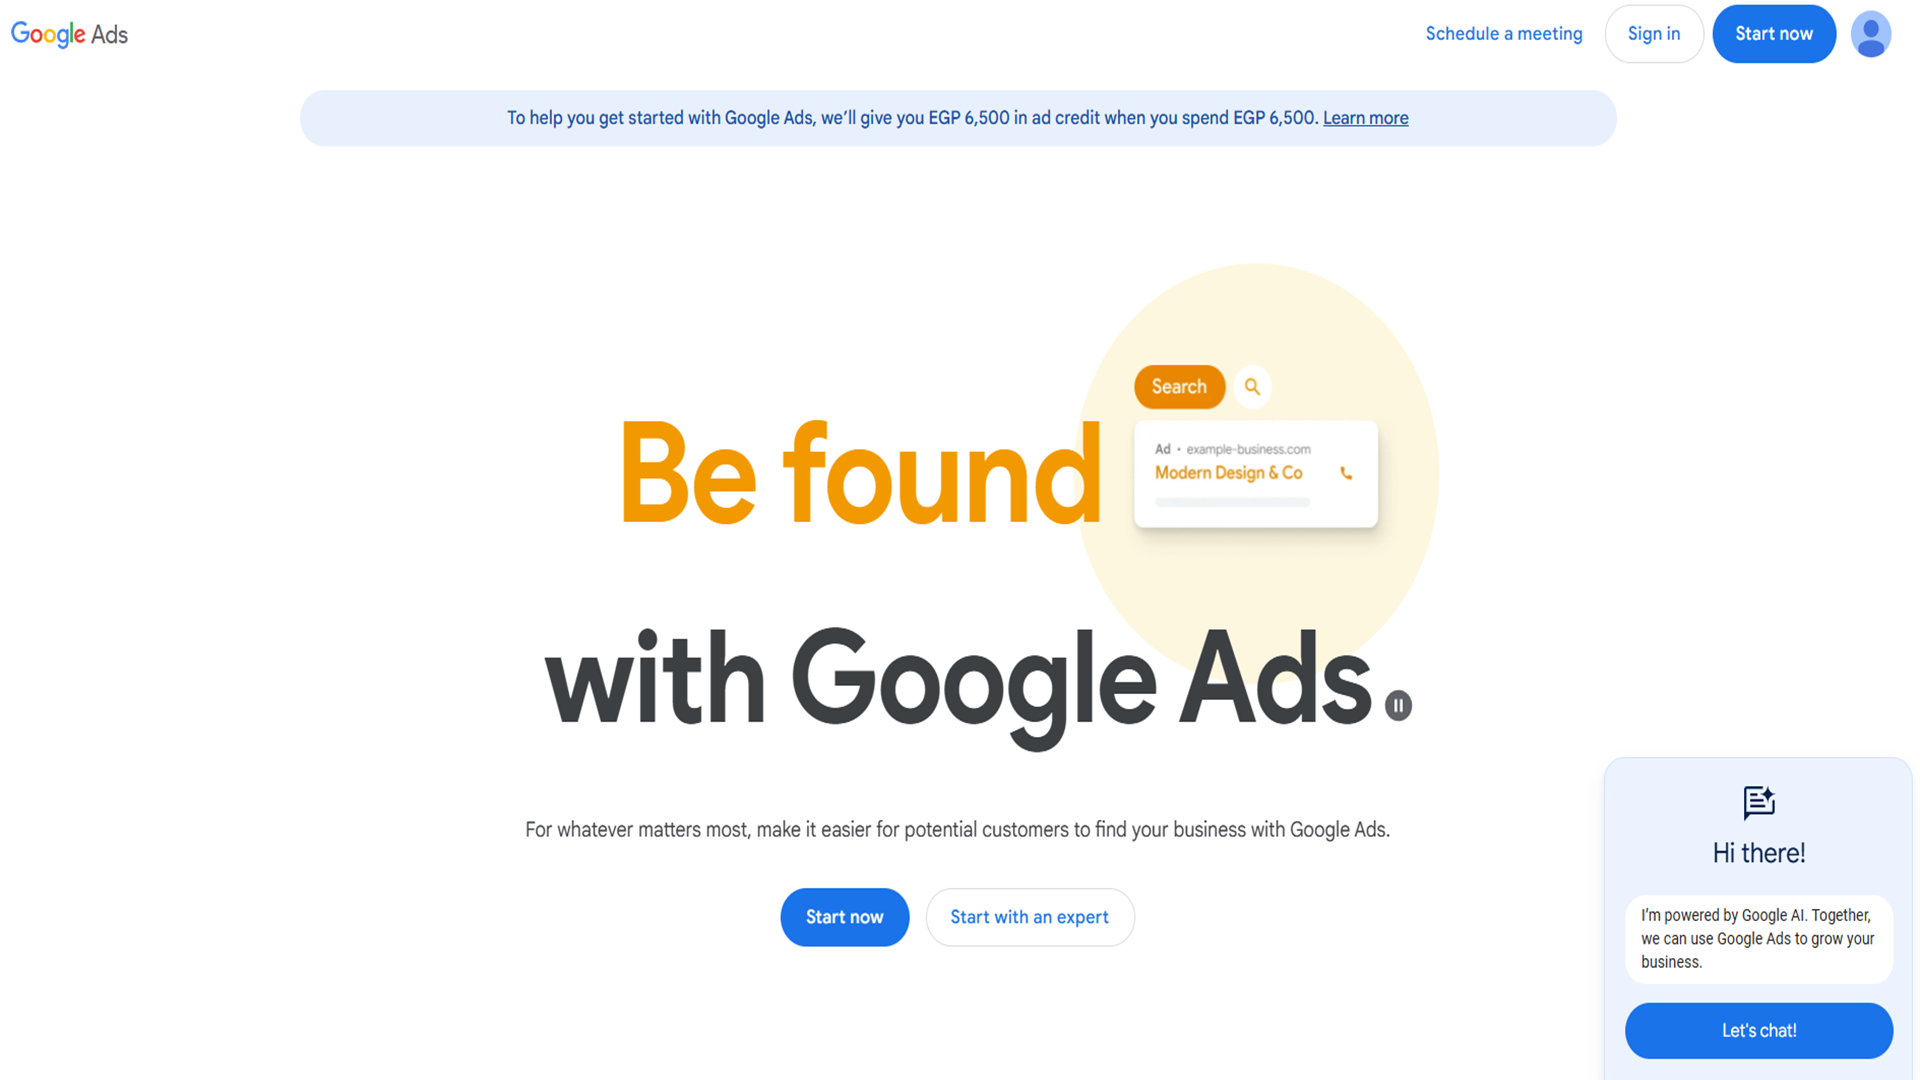 Google Ads
Schedule a meeting
Sign in
Start now
To help you get started with Google Ads, we’ll give you EGP 6,500 in ad credit when you spend EGP 6,500. Learn more
Search
Ad • example-business.com
Modern Design & Co
Be found
with Google Ads.
For whatever matters most, make it easier for potential customers to find your business with Google Ads.
Start now
Start with an expert
Hi there!
I'm powered by Google AI. Together,
we can use Google Ads to grow your
business.
Let's chat!